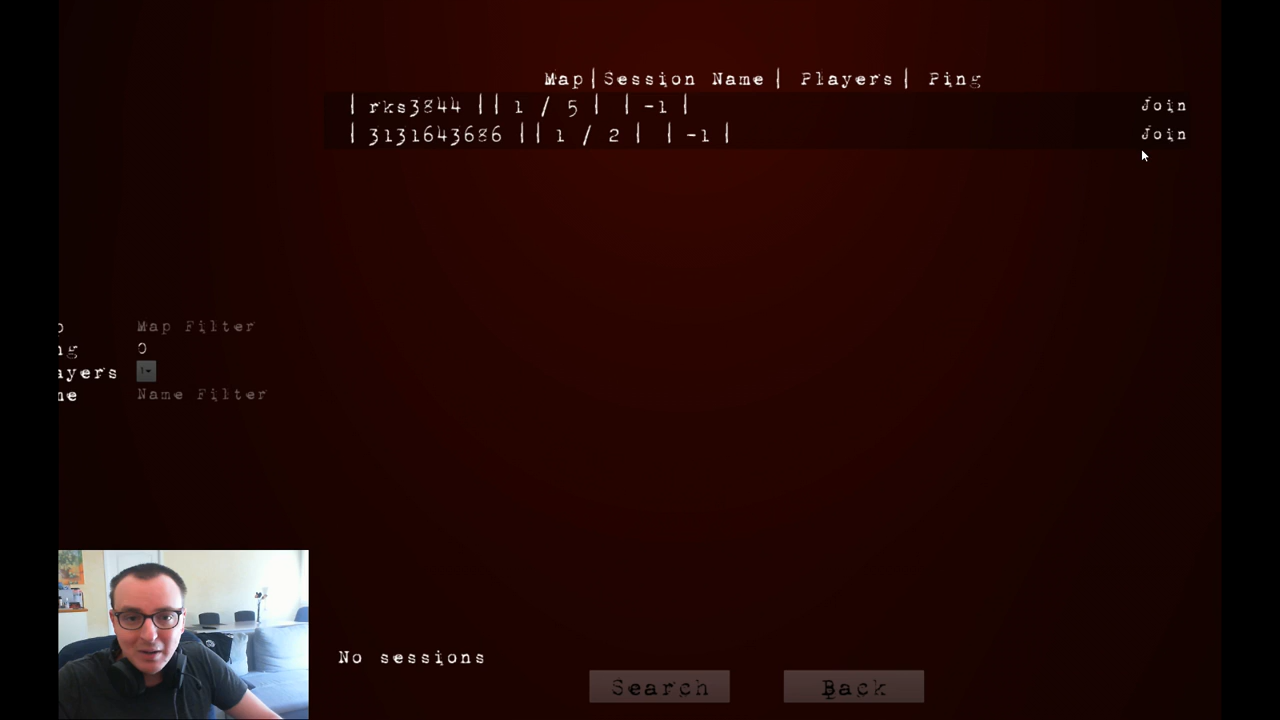 Map|Session Name| Players| Ping
| rks3844 || 1 / 5 | | -1 | Join
| 3131643686 || 1 / 2 | | -1 | Join
Map Filter
0
ayers
Name Filter
No sessions
Search Back